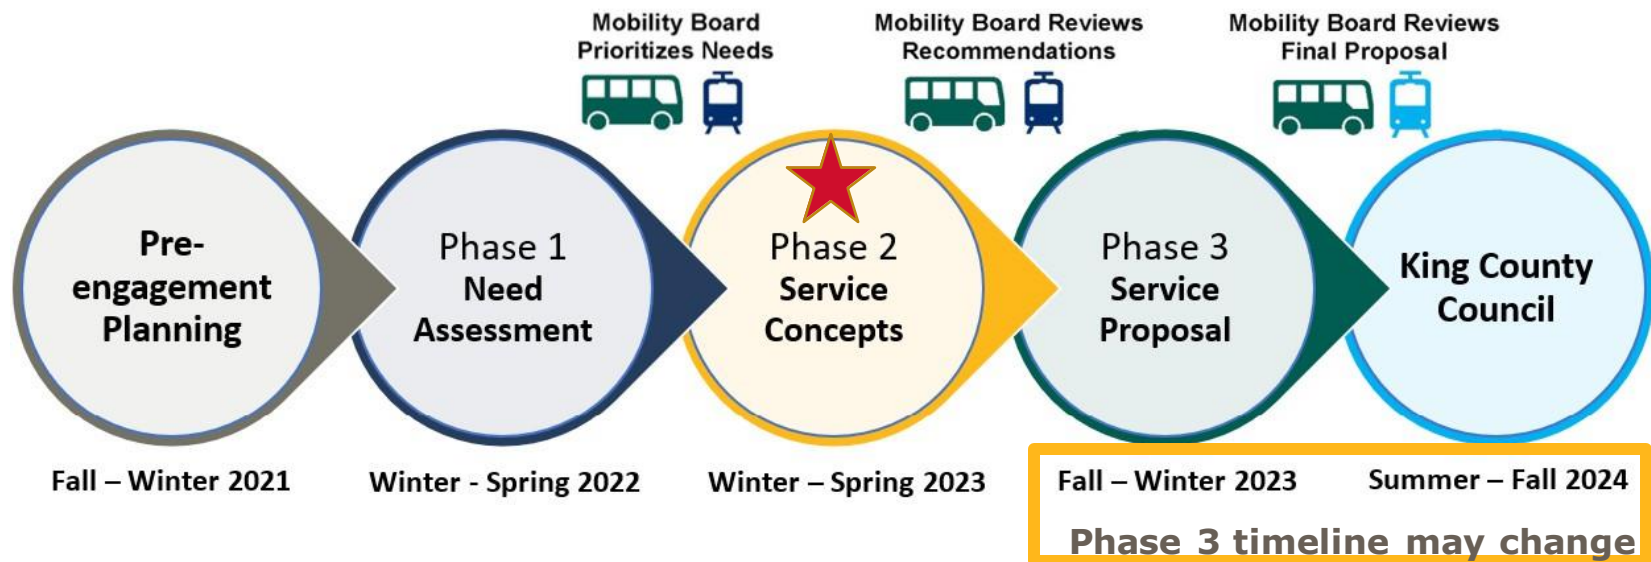 Mobility Board
Prioritizes Needs
Mobility Board Reviews
Recommendations
Mobility Board Reviews
Final Proposal
Pre-
engagement
Planning
Phase 1
Need
Assessment
Phase 2
Service
Concepts
Phase 3
Service
Proposal
King County
Council
Fall – Winter 2021
Winter - Spring 2022
Winter – Spring 2023
Fall – Winter 2023
Summer – Fall 2024
Phase 3 timeline may change